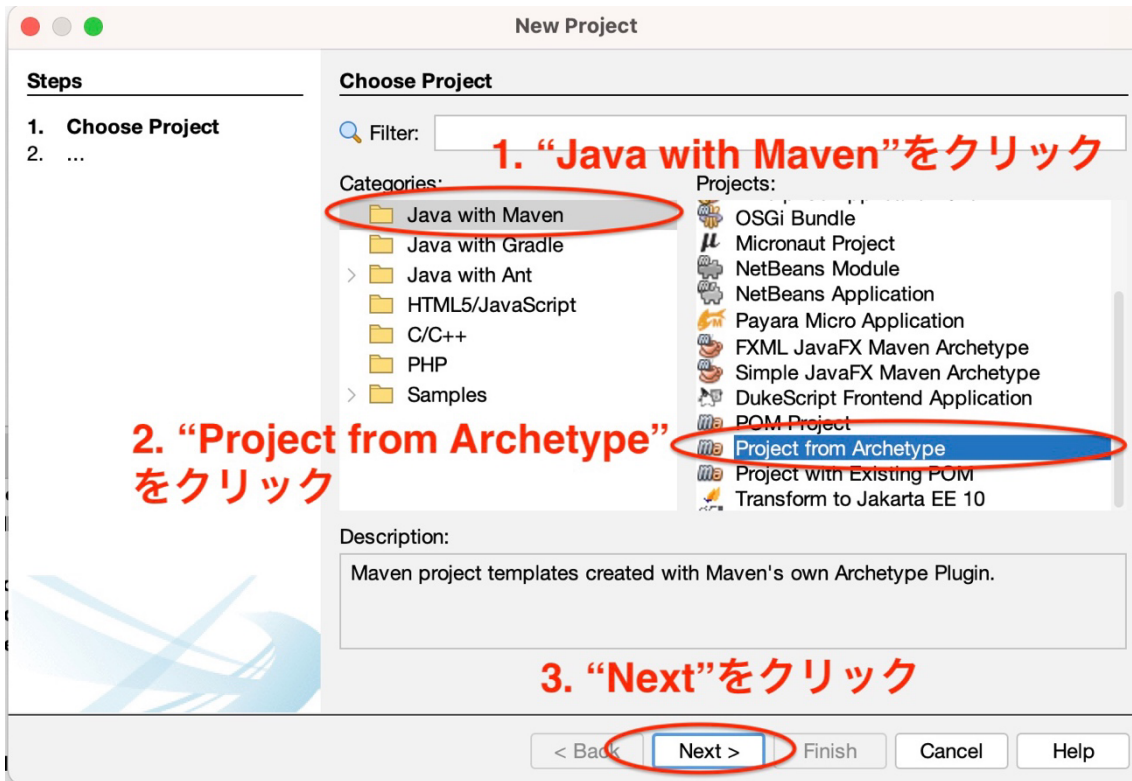 New Project
Steps
1. Choose Project
2. ...
Choose Project
Filter:
1. “Java with Maven”をクリック
Categories:
Java with Maven
Java with Gradle
Java with Ant
HTML5/JavaScript
C/C++
PHP
Samples
Projects:
OSGi Bundle
Micronaut Project
NetBeans Module
NetBeans Application
Payara Micro Application
FXML JavaFX Maven Archetype
Simple JavaFX Maven Archetype
DukeScript Frontend Application
POM Project
Project from Archetype
Project with Existing POM
Transform to Jakarta EE 10
2. “Project from Archetype”
をクリック
Description:
Maven project templates created with Maven's own Archetype Plugin.
3. “Next”をクリック
< Back
Next >
Finish
Cancel
Help